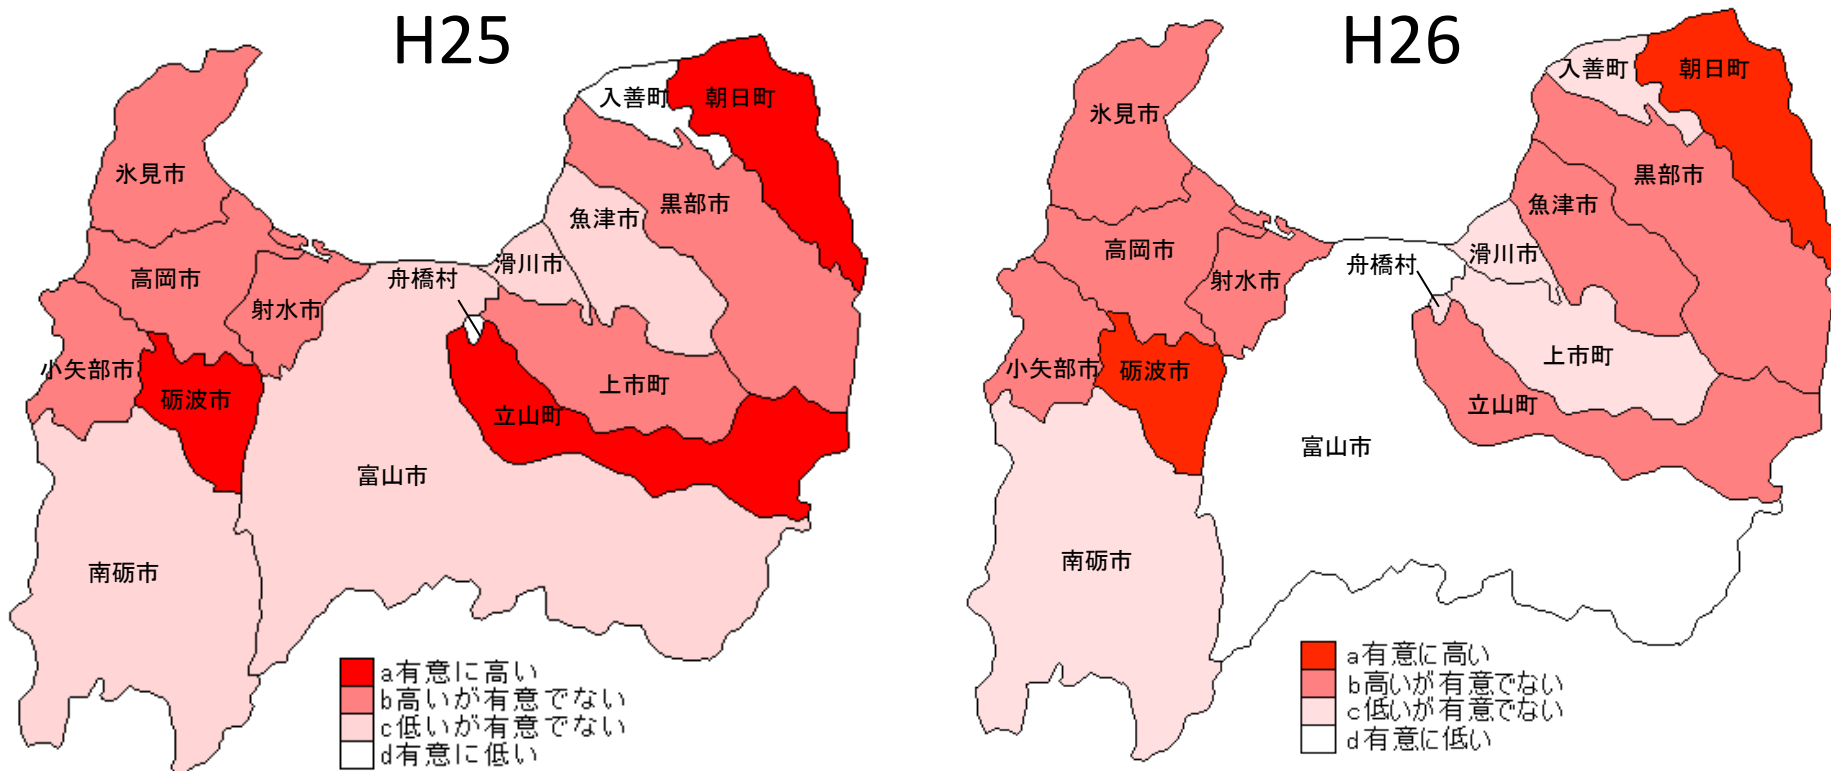 H25
入善町
朝日町
氷見市
黒部市
魚津市
高岡市
滑川市
舟橋村
射水市
小矢部市
砺波市
上市町
立山町
富山市
南砺市
a有意に高い
b高いが有意でない
c低いが有意でない
d有意に低い
H26
入善町
朝日町
氷見市
黒部市
魚津市
高岡市
滑川市
舟橋村
射水市
小矢部市
砺波市
上市町
立山町
富山市
南砺市
a有意に高い
b高いが有意でない
c低いが有意でない
d有意に低い